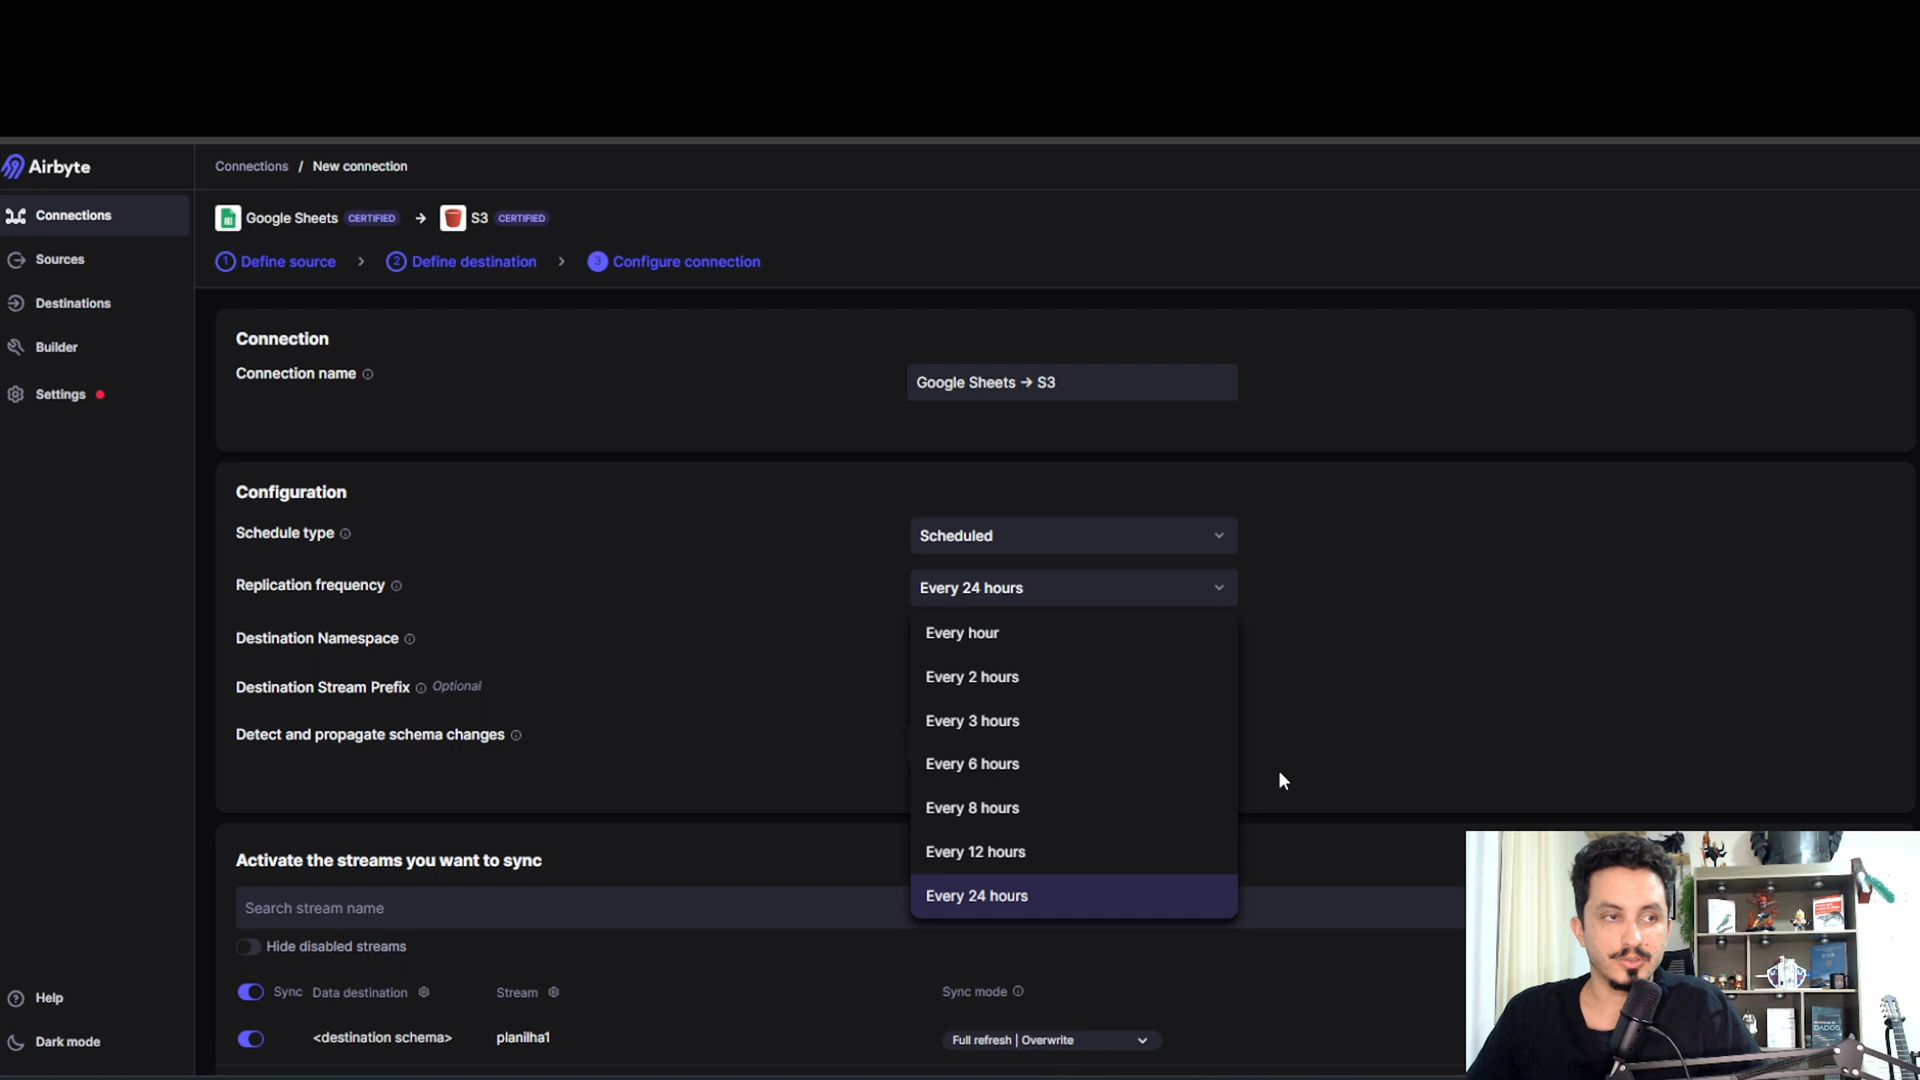 Airbyte
Connections / New connection
Connections
Sources
Destinations
Builder
Settings
Help
Dark mode
Google Sheets CERTIFIED → S3 CERTIFIED
1 Define source > 2 Define destination > 3 Configure connection
Connection
Connection name
Google Sheets → S3
Configuration
Schedule type
Scheduled
Replication frequency
Every 24 hours
Every hour
Every 2 hours
Every 3 hours
Every 6 hours
Every 8 hours
Every 12 hours
Every 24 hours
Destination Namespace
Destination Stream Prefix Optional
Detect and propagate schema changes
Activate the streams you want to sync
Search stream name
Hide disabled streams
Sync Data destination Stream Sync mode
<destination schema> planilha1 Full refresh | Overwrite
DADOS